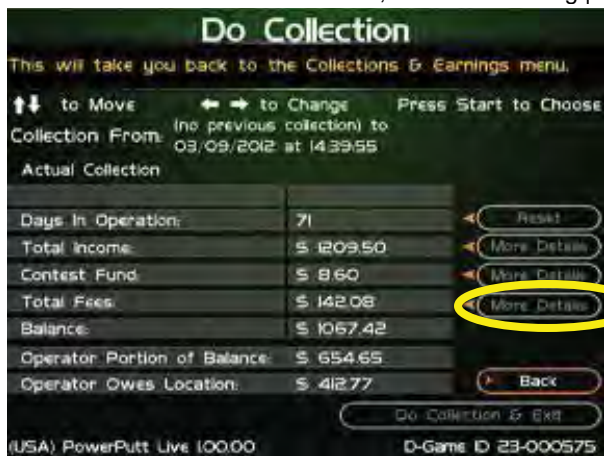 Do Collection
This will take you back to the Collections & Earnings menu.
to Move to Change Press Start to Choose
Collection From: (no previous collection) to
03/09/2012 at 14:39:55
Actual Collection
Days In Operation: 71 Reset
Total Income: $ 1209.50 More Details
Contest Fund: $ 8.60 More Details
Total Fees: $ 142.08 More Details
Balance: $ 1067.42
Operator Portion of Balance: $ 654.65
Operator Owes Location: $ 412.77 Back
Do Collection & Exit
(USA) PowerPutt Live 1.00.00 D-Game ID 23-000575